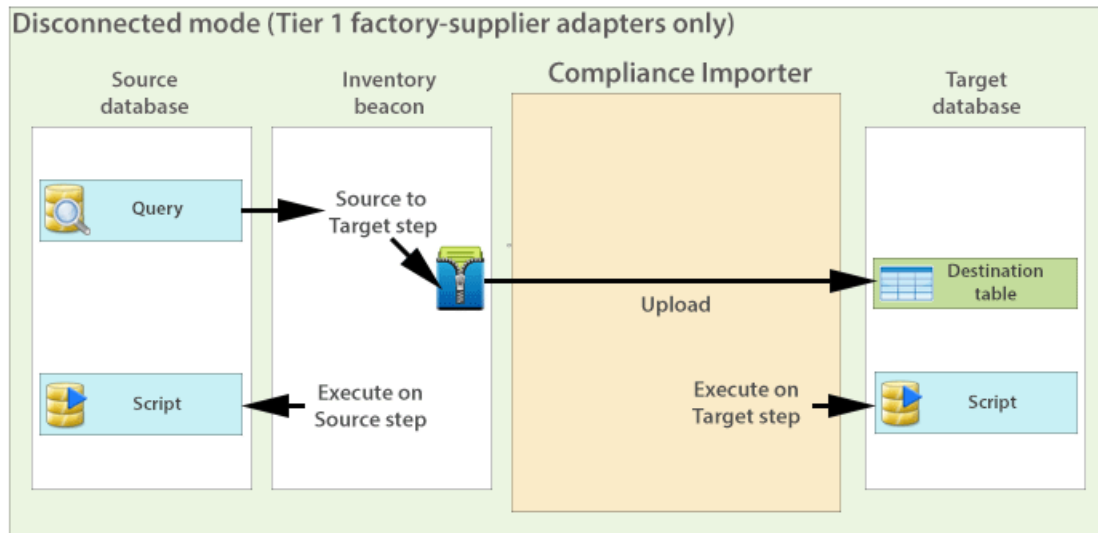 Disconnected mode (Tier 1 factory-supplier adapters only)
Source
database
Inventory
beacon
Compliance Importer
Target
database
Query
Source to
Target step
Destination
table
Upload
Script
Execute on
Source step
Execute on
Target step
Script